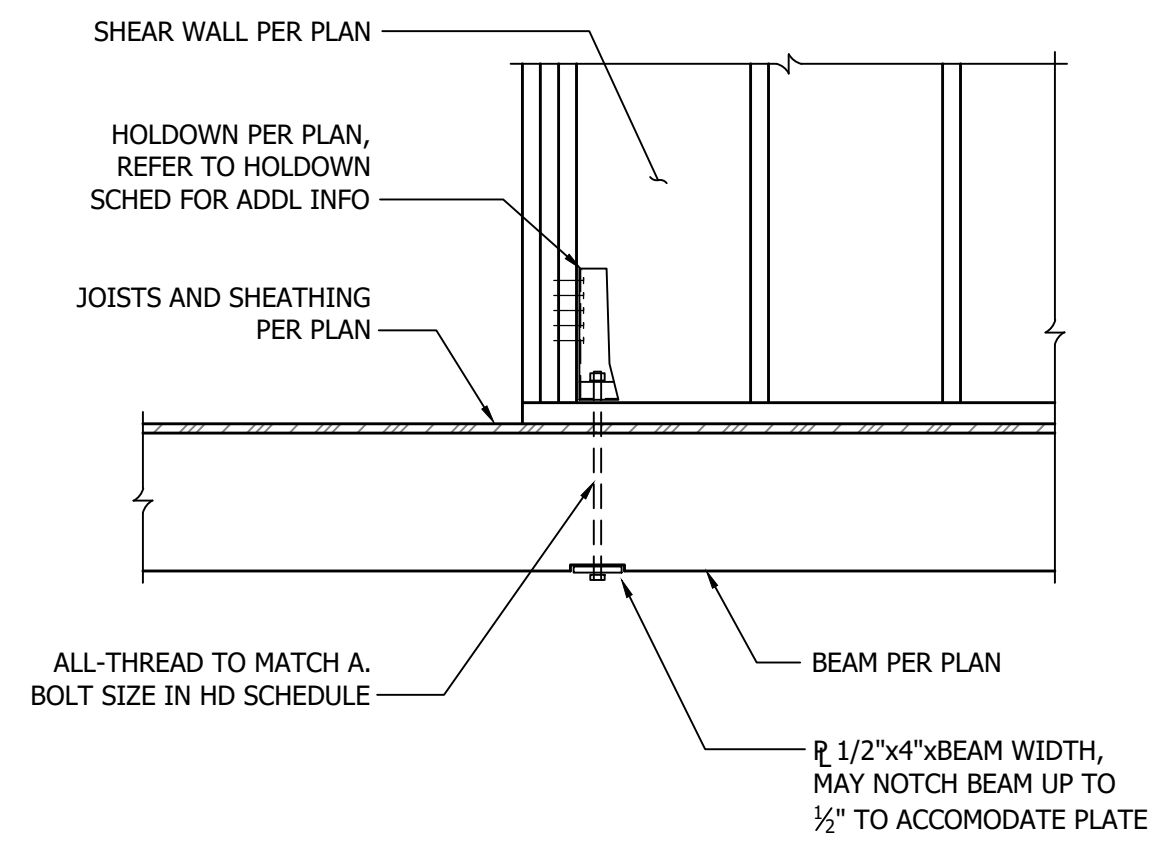 SHEAR WALL PER PLAN
HOLDOWN PER PLAN,
REFER TO HOLDOWN
SCHED FOR ADDL INFO
JOISTS AND SHEATHING
PER PLAN
ALL-THREAD TO MATCH A.
BOLT SIZE IN HD SCHEDULE
BEAM PER PLAN
PL 1/2"x4"xBEAM WIDTH,
MAY NOTCH BEAM UP TO
½" TO ACCOMODATE PLATE